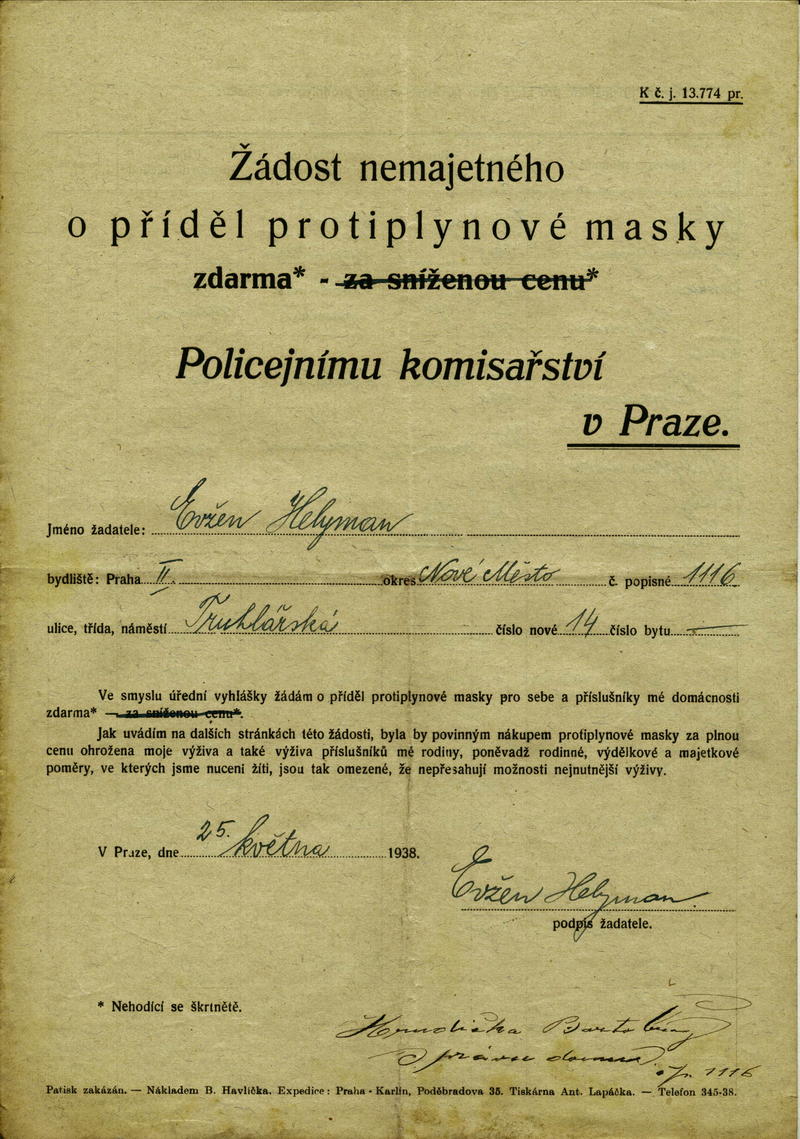 K č. j. 13.774 pr.
Žádost nemajetného
o příděl protiplynové masky
zdarma* - za sníženou cenu*
Policejnímu komisařství
v Praze.
Jméno žadatele: Evžen Helyman
bydliště: Praha II. okres Nové Město č. popisné 1116
ulice, třída, náměstí Truhlářská číslo nové 14 číslo bytu —
Ve smyslu úřední vyhlášky žádám o příděl protiplynové masky pro sebe a příslušníky mé domácnosti
zdarma* — za sníženou cenu*.
Jak uvádím na dalších stránkách této žádosti, byla by povinným nákupem protiplynové masky za plnou
cenu ohrožena moje výživa a také výživa příslušníků mé rodiny, poněvadž rodinné, výdělkové a majetkové
poměry, ve kterých jsme nuceni žíti, jsou tak omezené, že nepřesahují možnosti nejnutnější výživy.
V Praze, dne 25. května 1938.
Evžen Helyman
podpis žadatele.
* Nehodící se škrtnětě.
správce domu
čp. 1116
Patisk zakázán. — Nákladem B. Havlíčka. Expedice: Praha - Karlín, Poděbradova 35. Tiskárna Ant. Lapáčka. — Telefon 345-38.